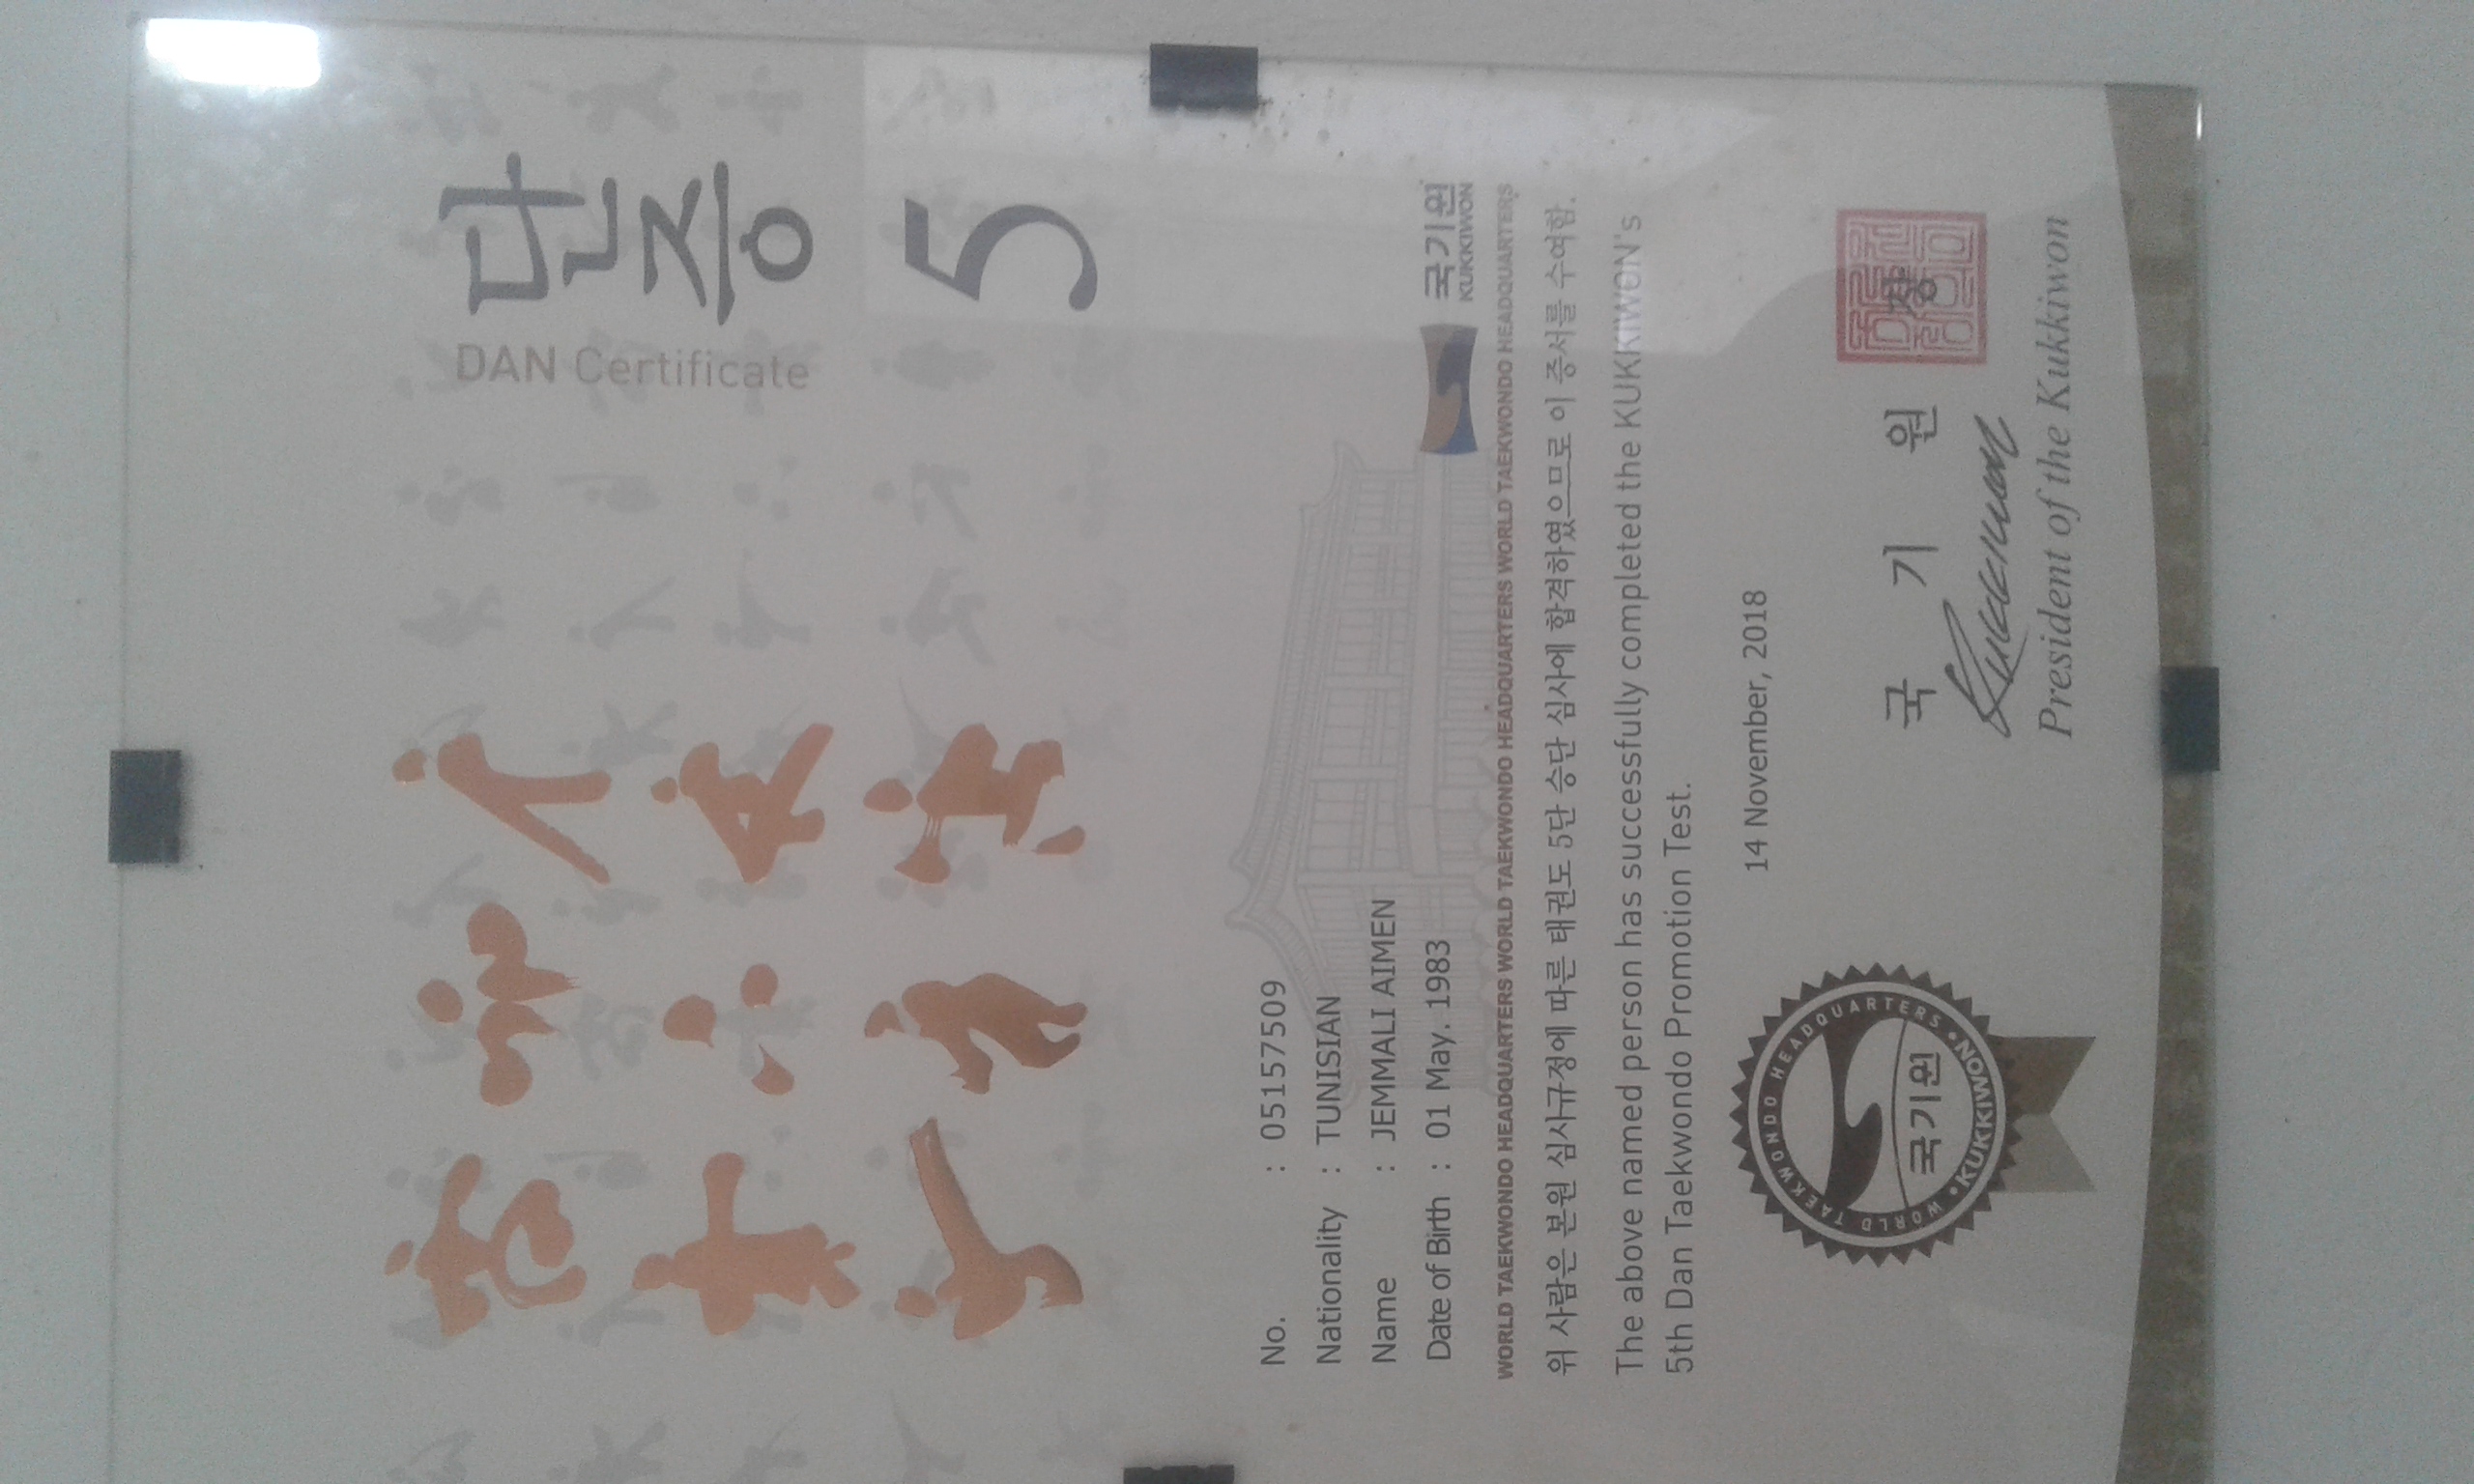 단증
DAN Certificate
5
No. : 05157509
Nationality : TUNISIAN
Name : JEMMALI AIMEN
Date of Birth : 01 May. 1983
국기원
KUKKIWON
WORLD TAEKWONDO HEADQUARTERS WORLD TAEKWONDO HEADQUARTERS WORLD TAEKWONDO HEADQUARTERS WORLD TAEKWONDO HEADQUARTERS
위 사람은 본원 심사규정에 따른 태권도 5단 승단 심사에 합격하였으므로 이 증서를 수여함.
The above named person has successfully completed the KUKKIWON's
5th Dan Taekwondo Promotion Test.
14 November, 2018
국 기 원 장
President of the Kukkiwon
WORLD TAEKWONDO HEADQUARTERS • KUKKIWON •
국기원